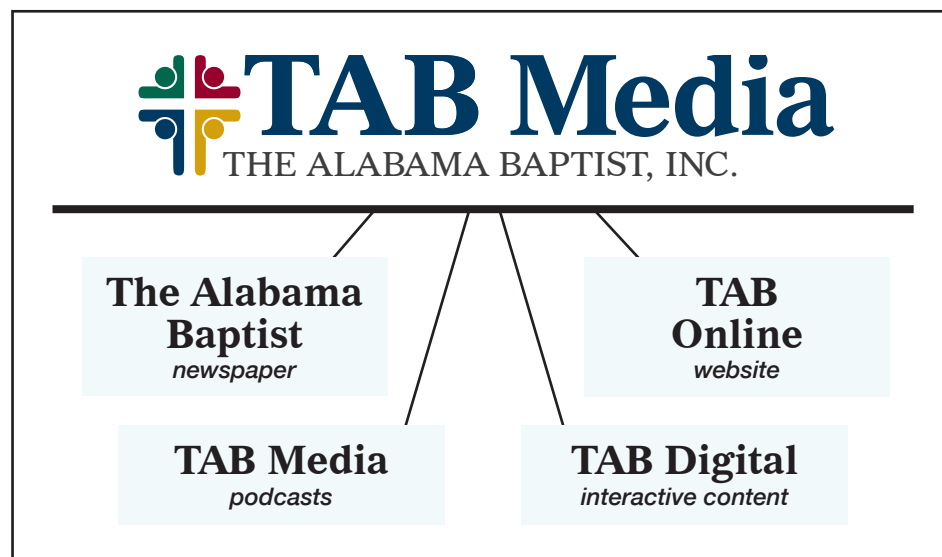 TAB Media
THE ALABAMA BAPTIST, INC.
The Alabama
Baptist
newspaper
TAB
Online
website
TAB Media
podcasts
TAB Digital
interactive content